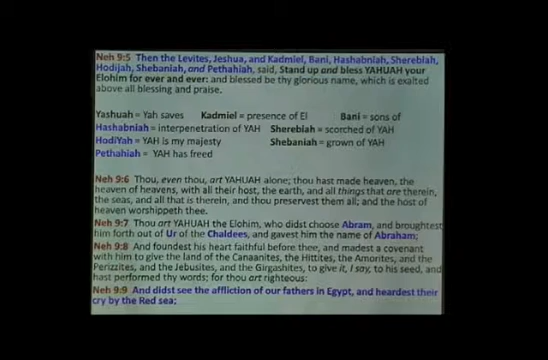 Neh 9:5 Then the Levites, Jeshua, and Kadmiel, Bani, Hashabniah, Sherebiah,
Hodijah, Shebaniah, and Pethahiah, said, Stand up and bless YAHUAH your
Elohim for ever and ever: and blessed be thy glorious name, which is exalted
above all blessing and praise.
Yashuah = Yah saves Kadmiel = presence of El Bani = sons of
Hashabniah = interpenetration of YAH Sherebiah = scorched of YAH
HodiYah = YAH is my majesty Shebaniah = grown of YAH
Pethahiah = YAH has freed
Neh 9:6 Thou, even thou, art YAHUAH alone; thou hast made heaven, the
heaven of heavens, with all their host, the earth, and all things that are therein,
the seas, and all that is therein, and thou preservest them all; and the host of
heaven worshippeth thee.
Neh 9:7 Thou art YAHUAH the Elohim, who didst choose Abram, and broughtest
him forth out of Ur of the Chaldees, and gavest him the name of Abraham;
Neh 9:8 And foundest his heart faithful before thee, and madest a covenant
with him to give the land of the Canaanites, the Hittites, the Amorites, and the
Perizzites, and the Jebusites, and the Girgashites, to give it, I say, to his seed, and
hast performed thy words; for thou art righteous:
Neh 9:9 And didst see the affliction of our fathers in Egypt, and heardest their
cry by the Red sea;